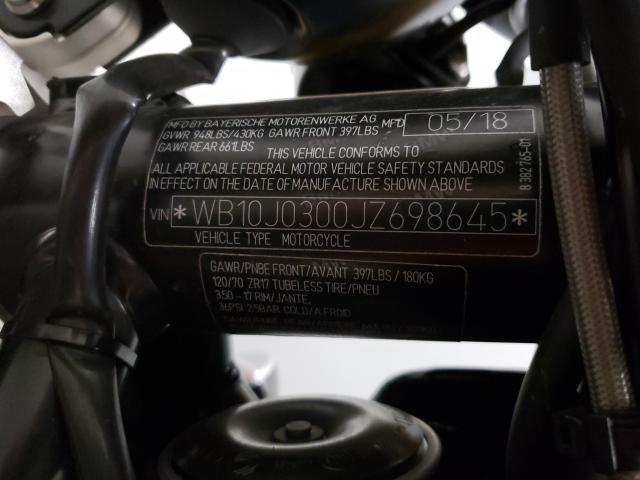 MFD BY BAYERISCHE MOTORENWERKE AG MFD 05/18
GVWR 948LBS/430KG GAWR FRONT 397LBS
GAWR REAR 661LBS THIS VEHICLE CONFORMS TO
ALL APPLICABLE FEDERAL MOTOR VEHICLE SAFETY STANDARDS
IN EFFECT ON THE DATE OF MANUFACTURE SHOWN ABOVE
VIN *WB10J0300JZ698645*
VEHICLE TYPE MOTORCYCLE
8 382 765-01
GAWR/PNBE FRONT/AVANT 397LBS / 180KG
120/70 ZR17 TUBELESS TIRE/PNEU
3.50 - 17 RIM/JANTE,
36PSI 2.5BAR COLD/A FROID